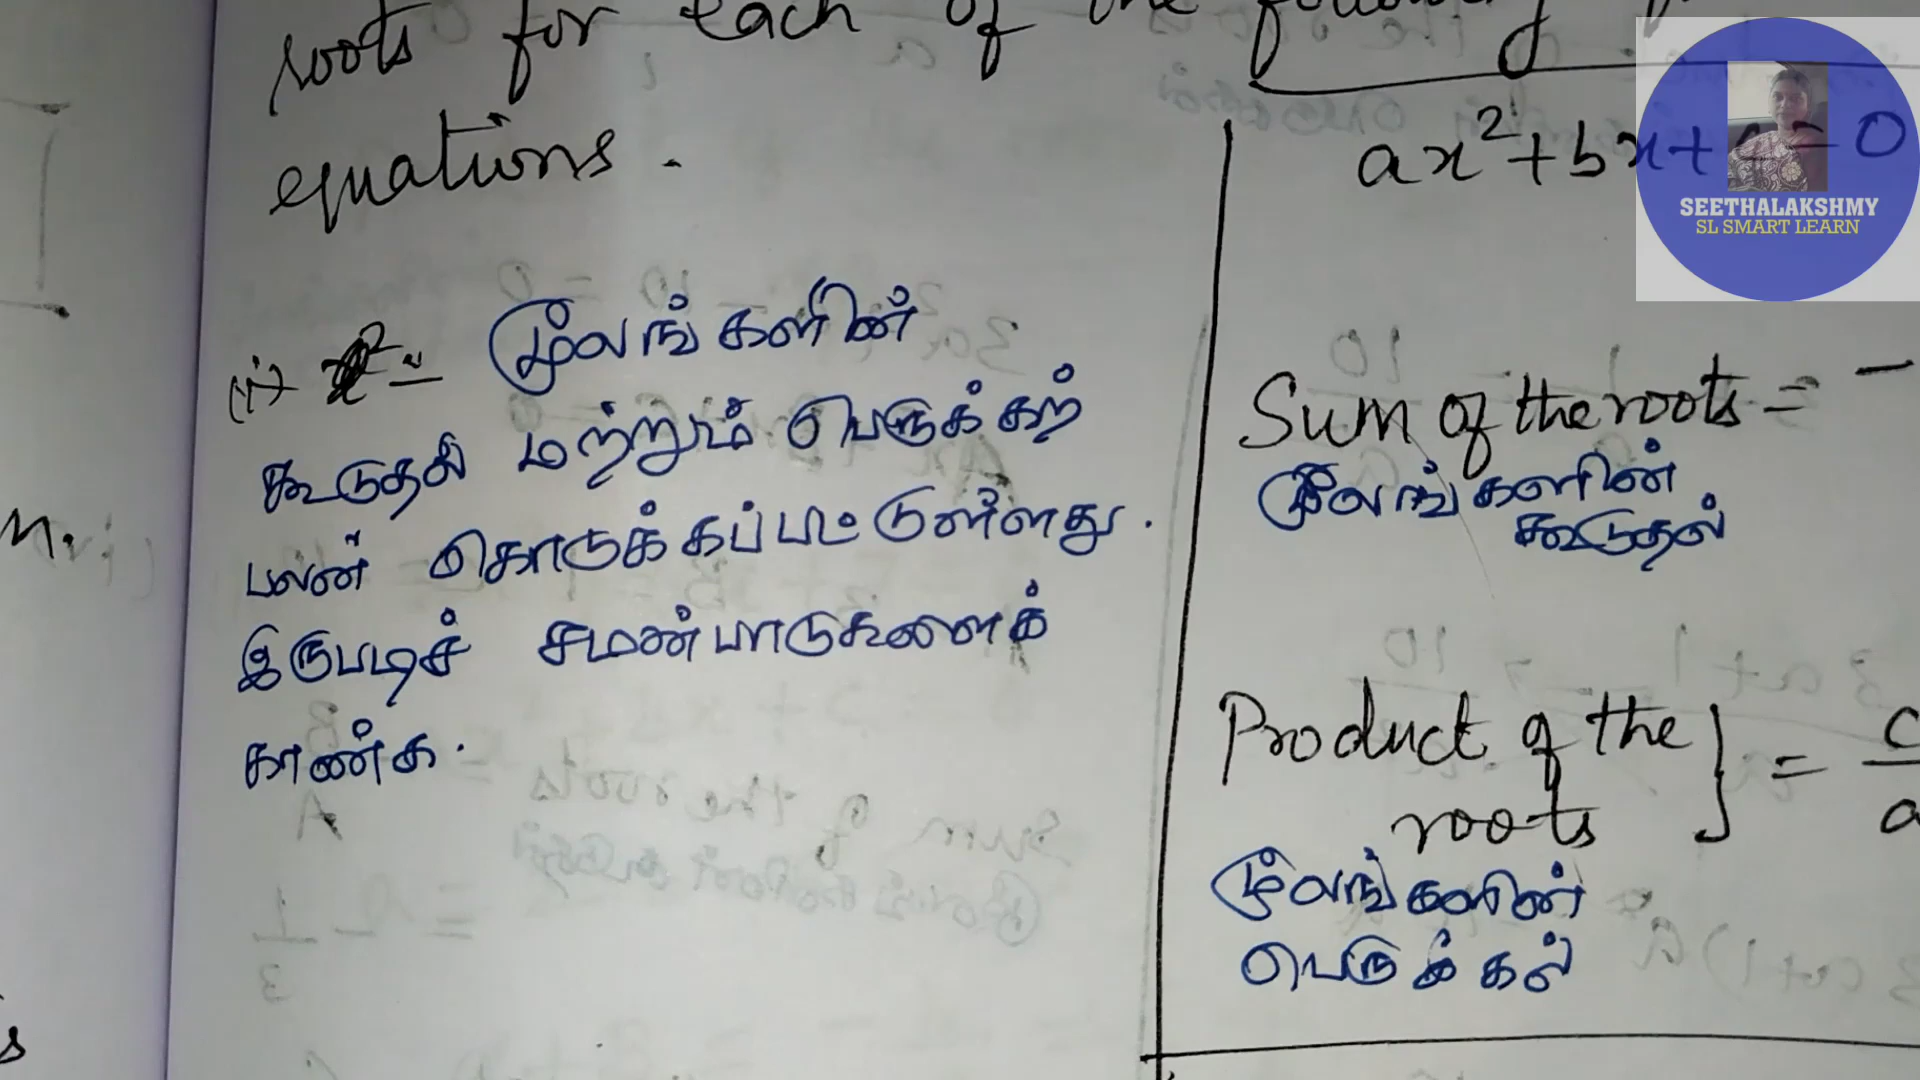 roots for each of the following
equations.
(i) மூலங்களின்
கூடுதல் மற்றும் பெருக்கற்
பலன் கொடுக்கப்பட்டுள்ளது.
இருபடிச் சமன்பாடுகளைக்
காண்க.
ax²+bx+c=0
Sum of the roots = -
மூலங்களின்
கூடுதல்
Product of the
roots } = c/a
மூலங்களின்
பெருக்கல்
SEETHALAKSHMY
SL SMART LEARN